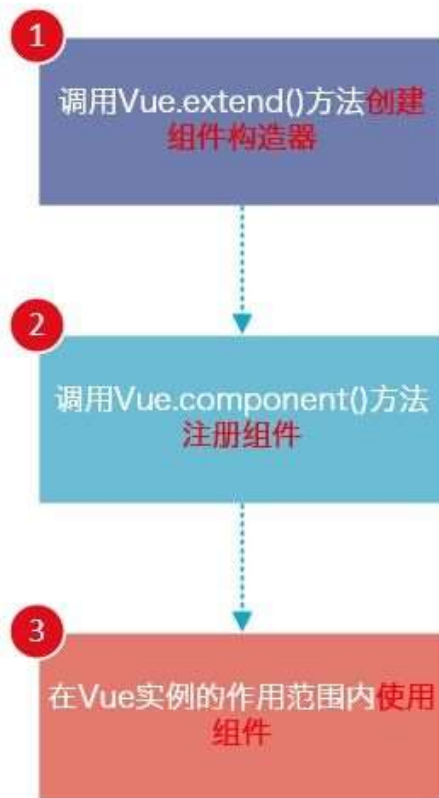 1
调用Vue.extend()方法创建
组件构造器
2
调用Vue.component()方法
注册组件
3
在Vue实例的作用范围内使用
组件